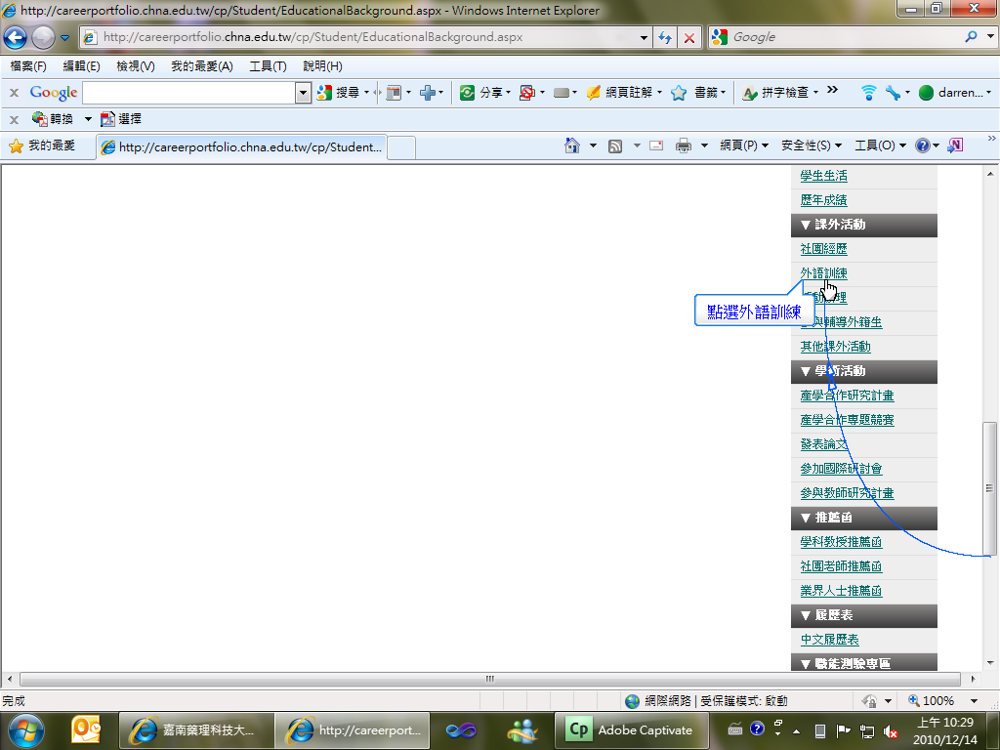 http://careerportfolio.chna.edu.tw/cp/Student/EducationalBackground.aspx - Windows Internet Explorer
http://careerportfolio.chna.edu.tw/cp/Student/EducationalBackground.aspx
Google
檔案(F) 編輯(E) 檢視(V) 我的最愛(A) 工具(T) 說明(H)
x Google 搜尋 分享 網頁註解 書籤 拼字檢查 » darren...
x 轉換 選擇
我的最愛 http://careerportfolio.chna.edu.tw/cp/Student... 網頁(P) 安全性(S) 工具(O) »
學生生活
歷年成績
▼ 課外活動
社團經歷
外語訓練
點選外語訓練
與輔導外籍生
其他課外活動
▼ 學術活動
產學合作研究計畫
產學合作專題競賽
發表論文
參加國際研討會
參與教師研究計畫
▼ 推薦函
學科教授推薦函
社團老師推薦函
業界人士推薦函
▼ 履歷表
中文履歷表
▼ 職能測驗專區
完成 網際網路 | 受保護模式: 啟動 100%
嘉南藥理科技大... http://careerport... Cp Adobe Captivate
上午 10:29
2010/12/14